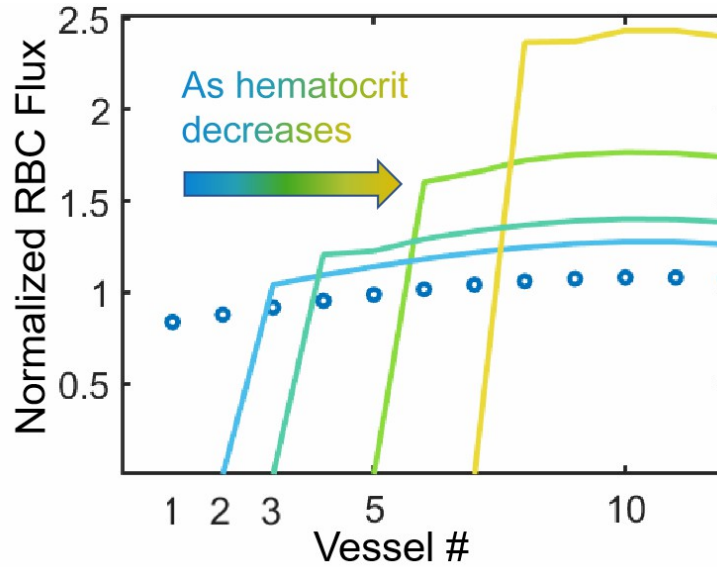 2.5
As hematocrit
decreases
2
1.5
1
0.5
Normalized RBC Flux
1 2 3 5 10
Vessel #